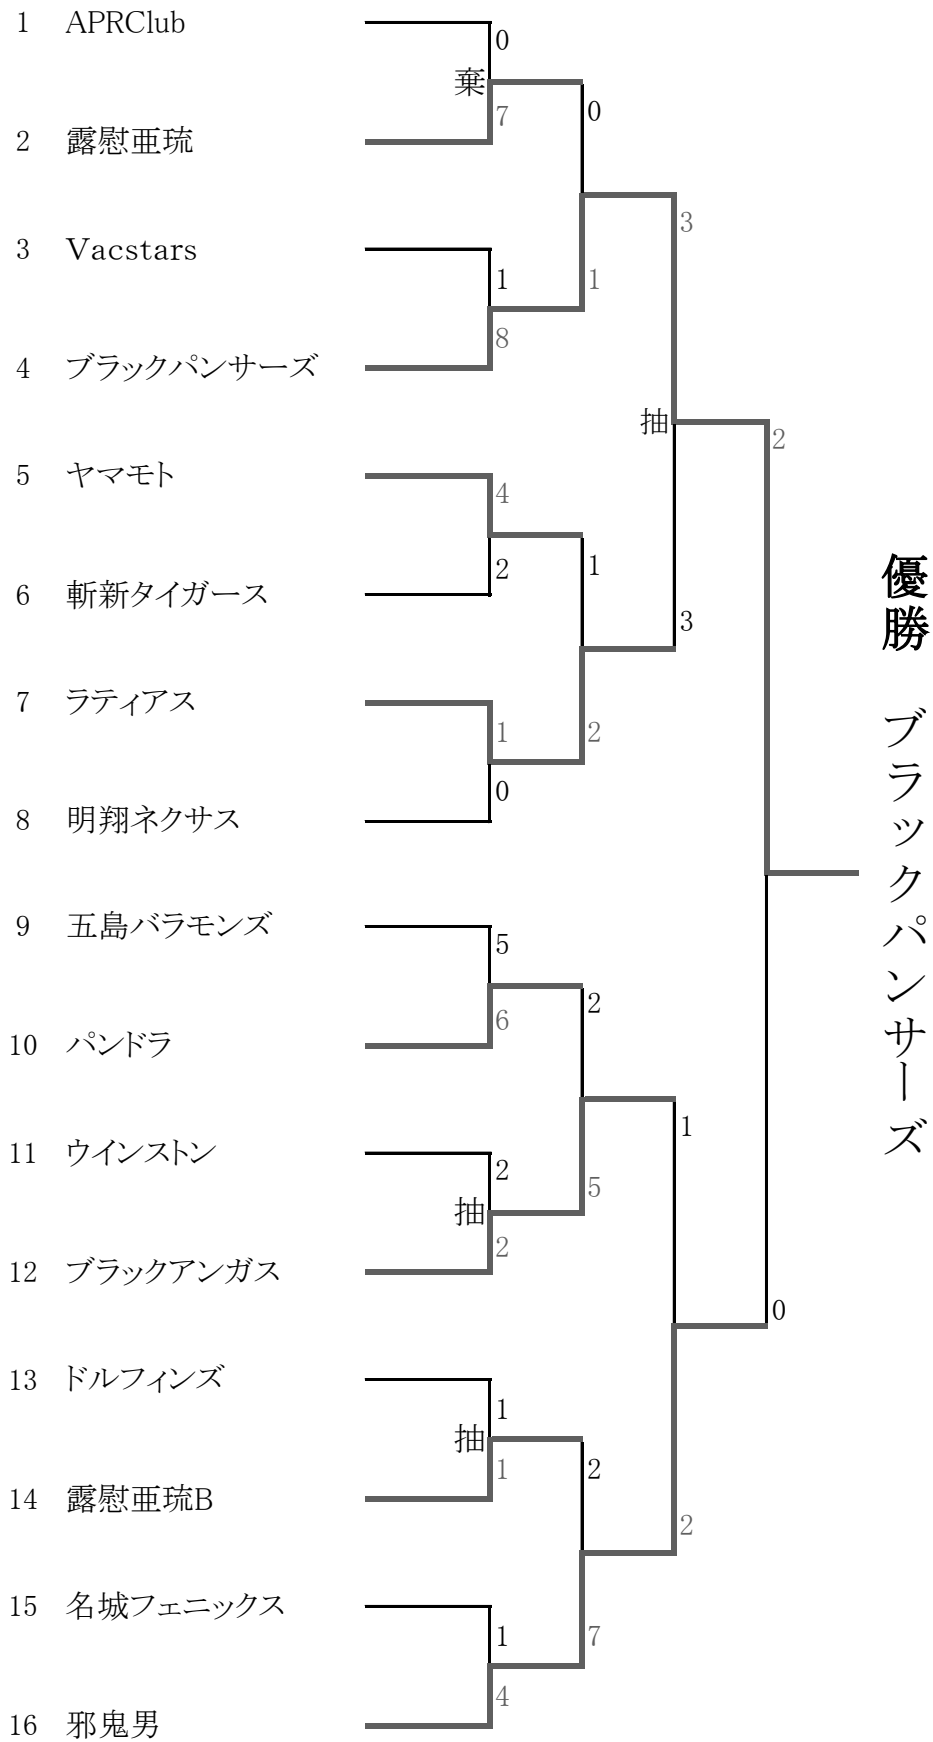 1 APRClub
0
棄
7
2 露慰亜琉
0
3 Vacstars
1
8
1
4 ブラックパンサーズ
3
抽
5 ヤマモト
4
2
1
6 斬新タイガース
3
7 ラティアス
1
0
2
8 明翔ネクサス
2
9 五島バラモンズ
5
6
2
10 パンドラ
1
11 ウインストン
2
抽
2
5
12 ブラックアンガス
0
13 ドルフィンズ
1
抽
1
2
14 露慰亜琉B
2
15 名城フェニックス
1
4
7
16 邪鬼男
優勝 ブラックパンサーズ